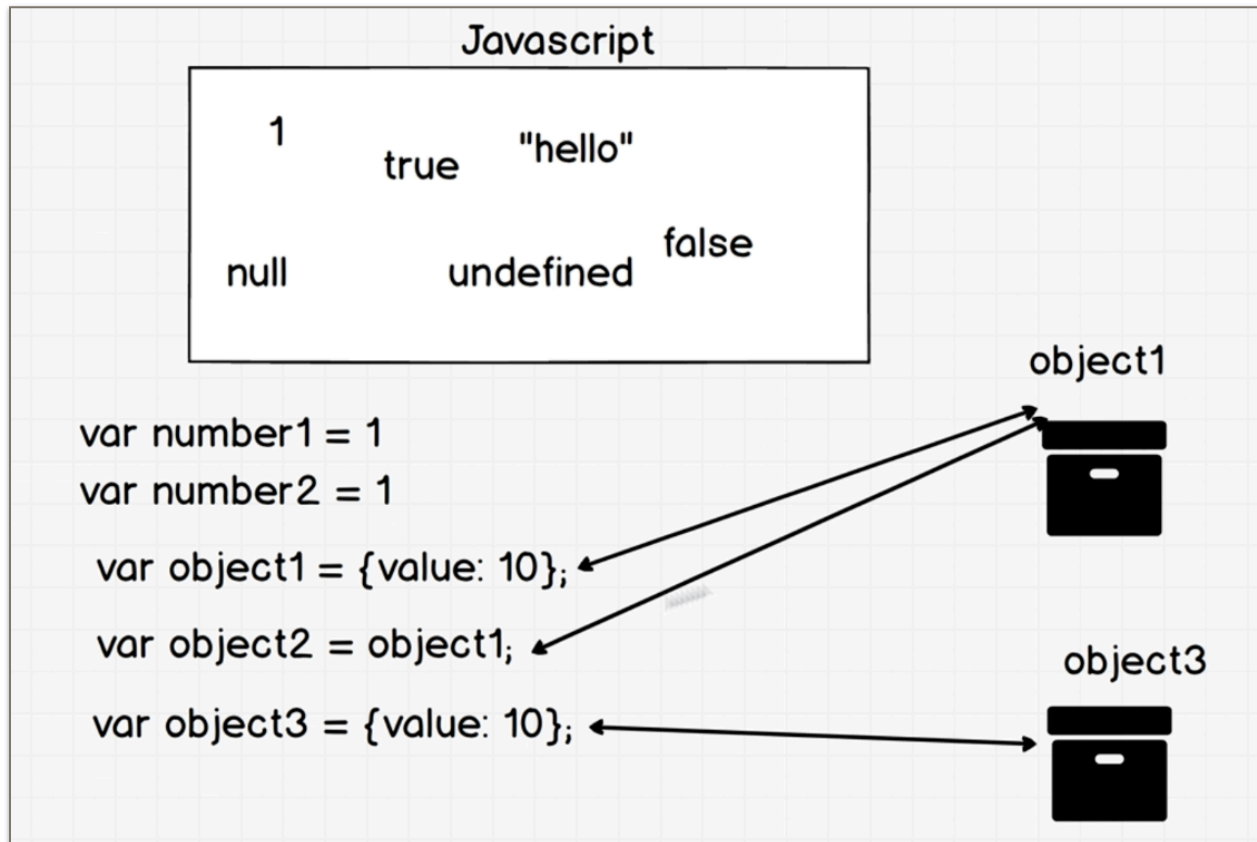 Javascript
1
true
"hello"
false
null
undefined
object1
var number1 = 1
var number2 = 1
var object1 = {value: 10};
var object2 = object1;
object3
var object3 = {value: 10};